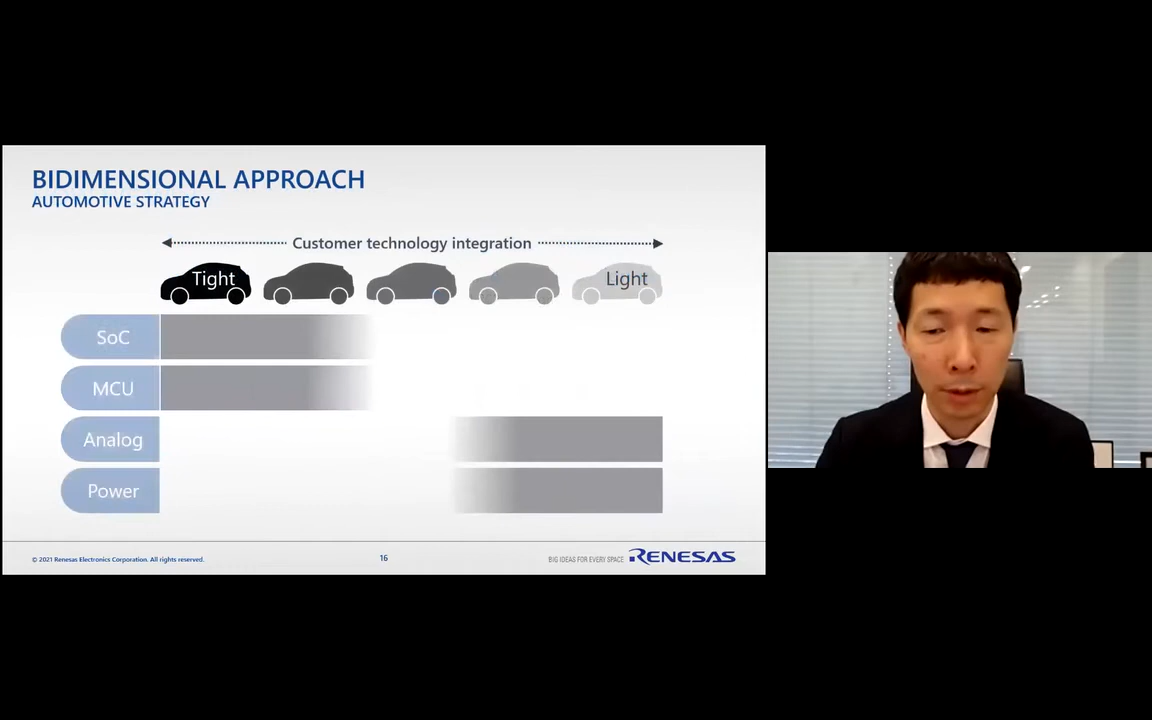 BIDIMENSIONAL APPROACH
AUTOMOTIVE STRATEGY
Customer technology integration
Tight
Light
SoC
MCU
Analog
Power
© 2021 Renesas Electronics Corporation. All rights reserved.
16
BIG IDEAS FOR EVERY SPACE RENESAS